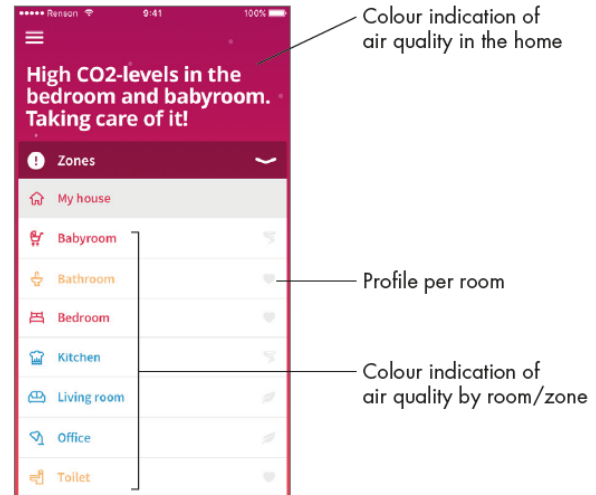 Renson 9:41 100%
Colour indication of
air quality in the home
High CO2-levels in the
bedroom and babyroom.
Taking care of it!
Zones
My house
Babyroom
Bathroom
Profile per room
Bedroom
Kitchen
Colour indication of
air quality by room/zone
Living room
Office
Toilet